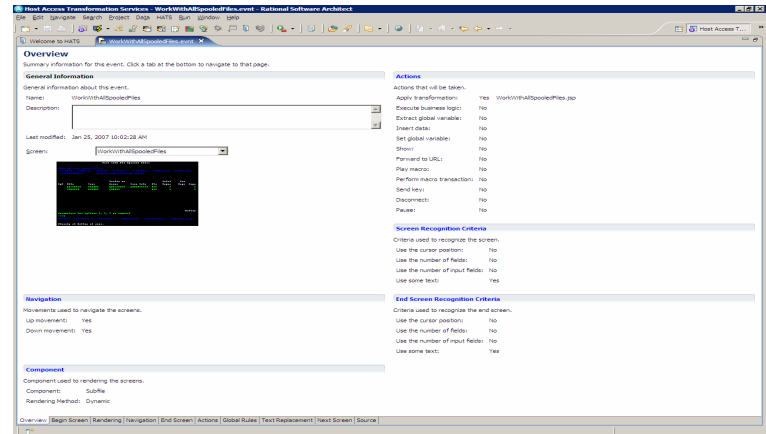 Host Access Transformation Services - WorkWithAllSpooledFiles.evnt - Rational Software Architect
File Edit Navigate Search Project Data HATS Run Window Help
Host Access T...
Welcome to HATS
WorkWithAllSpooledFiles.evnt
Overview
Summary information for this event. Click a tab at the bottom to navigate to that page.
General Information
General information about this event.
Name: WorkWithAllSpooledFiles
Description:
Last modified: Jan 25, 2007 10:02:28 AM
Screen: WorkWithAllSpooledFiles
Navigation
Movements used to navigate the screens.
Up movement: Yes
Down movement: Yes
Component
Component used to rendering the screens.
Component: Subfile
Rendering Method: Dynamic
Actions
Actions that will be taken.
Apply transformation: Yes WorkWithAllSpooledFiles.jsp
Execute business logic: No
Extract global variable: No
Insert data: No
Set global variable: No
Show: No
Forward to URL: No
Play macro: No
Perform macro transaction: No
Send key: No
Disconnect: No
Pause: No
Screen Recognition Criteria
Criteria used to recognize the screen.
Use the cursor position: No
Use the number of fields: No
Use the number of input fields: No
Use some text: Yes
End Screen Recognition Criteria
Criteria used to recognize the end screen.
Use the cursor position: No
Use the number of fields: No
Use the number of input fields: No
Use some text: Yes
Overview Begin Screen Rendering Navigation End Screen Actions Global Rules Text Replacement Next Screen Source